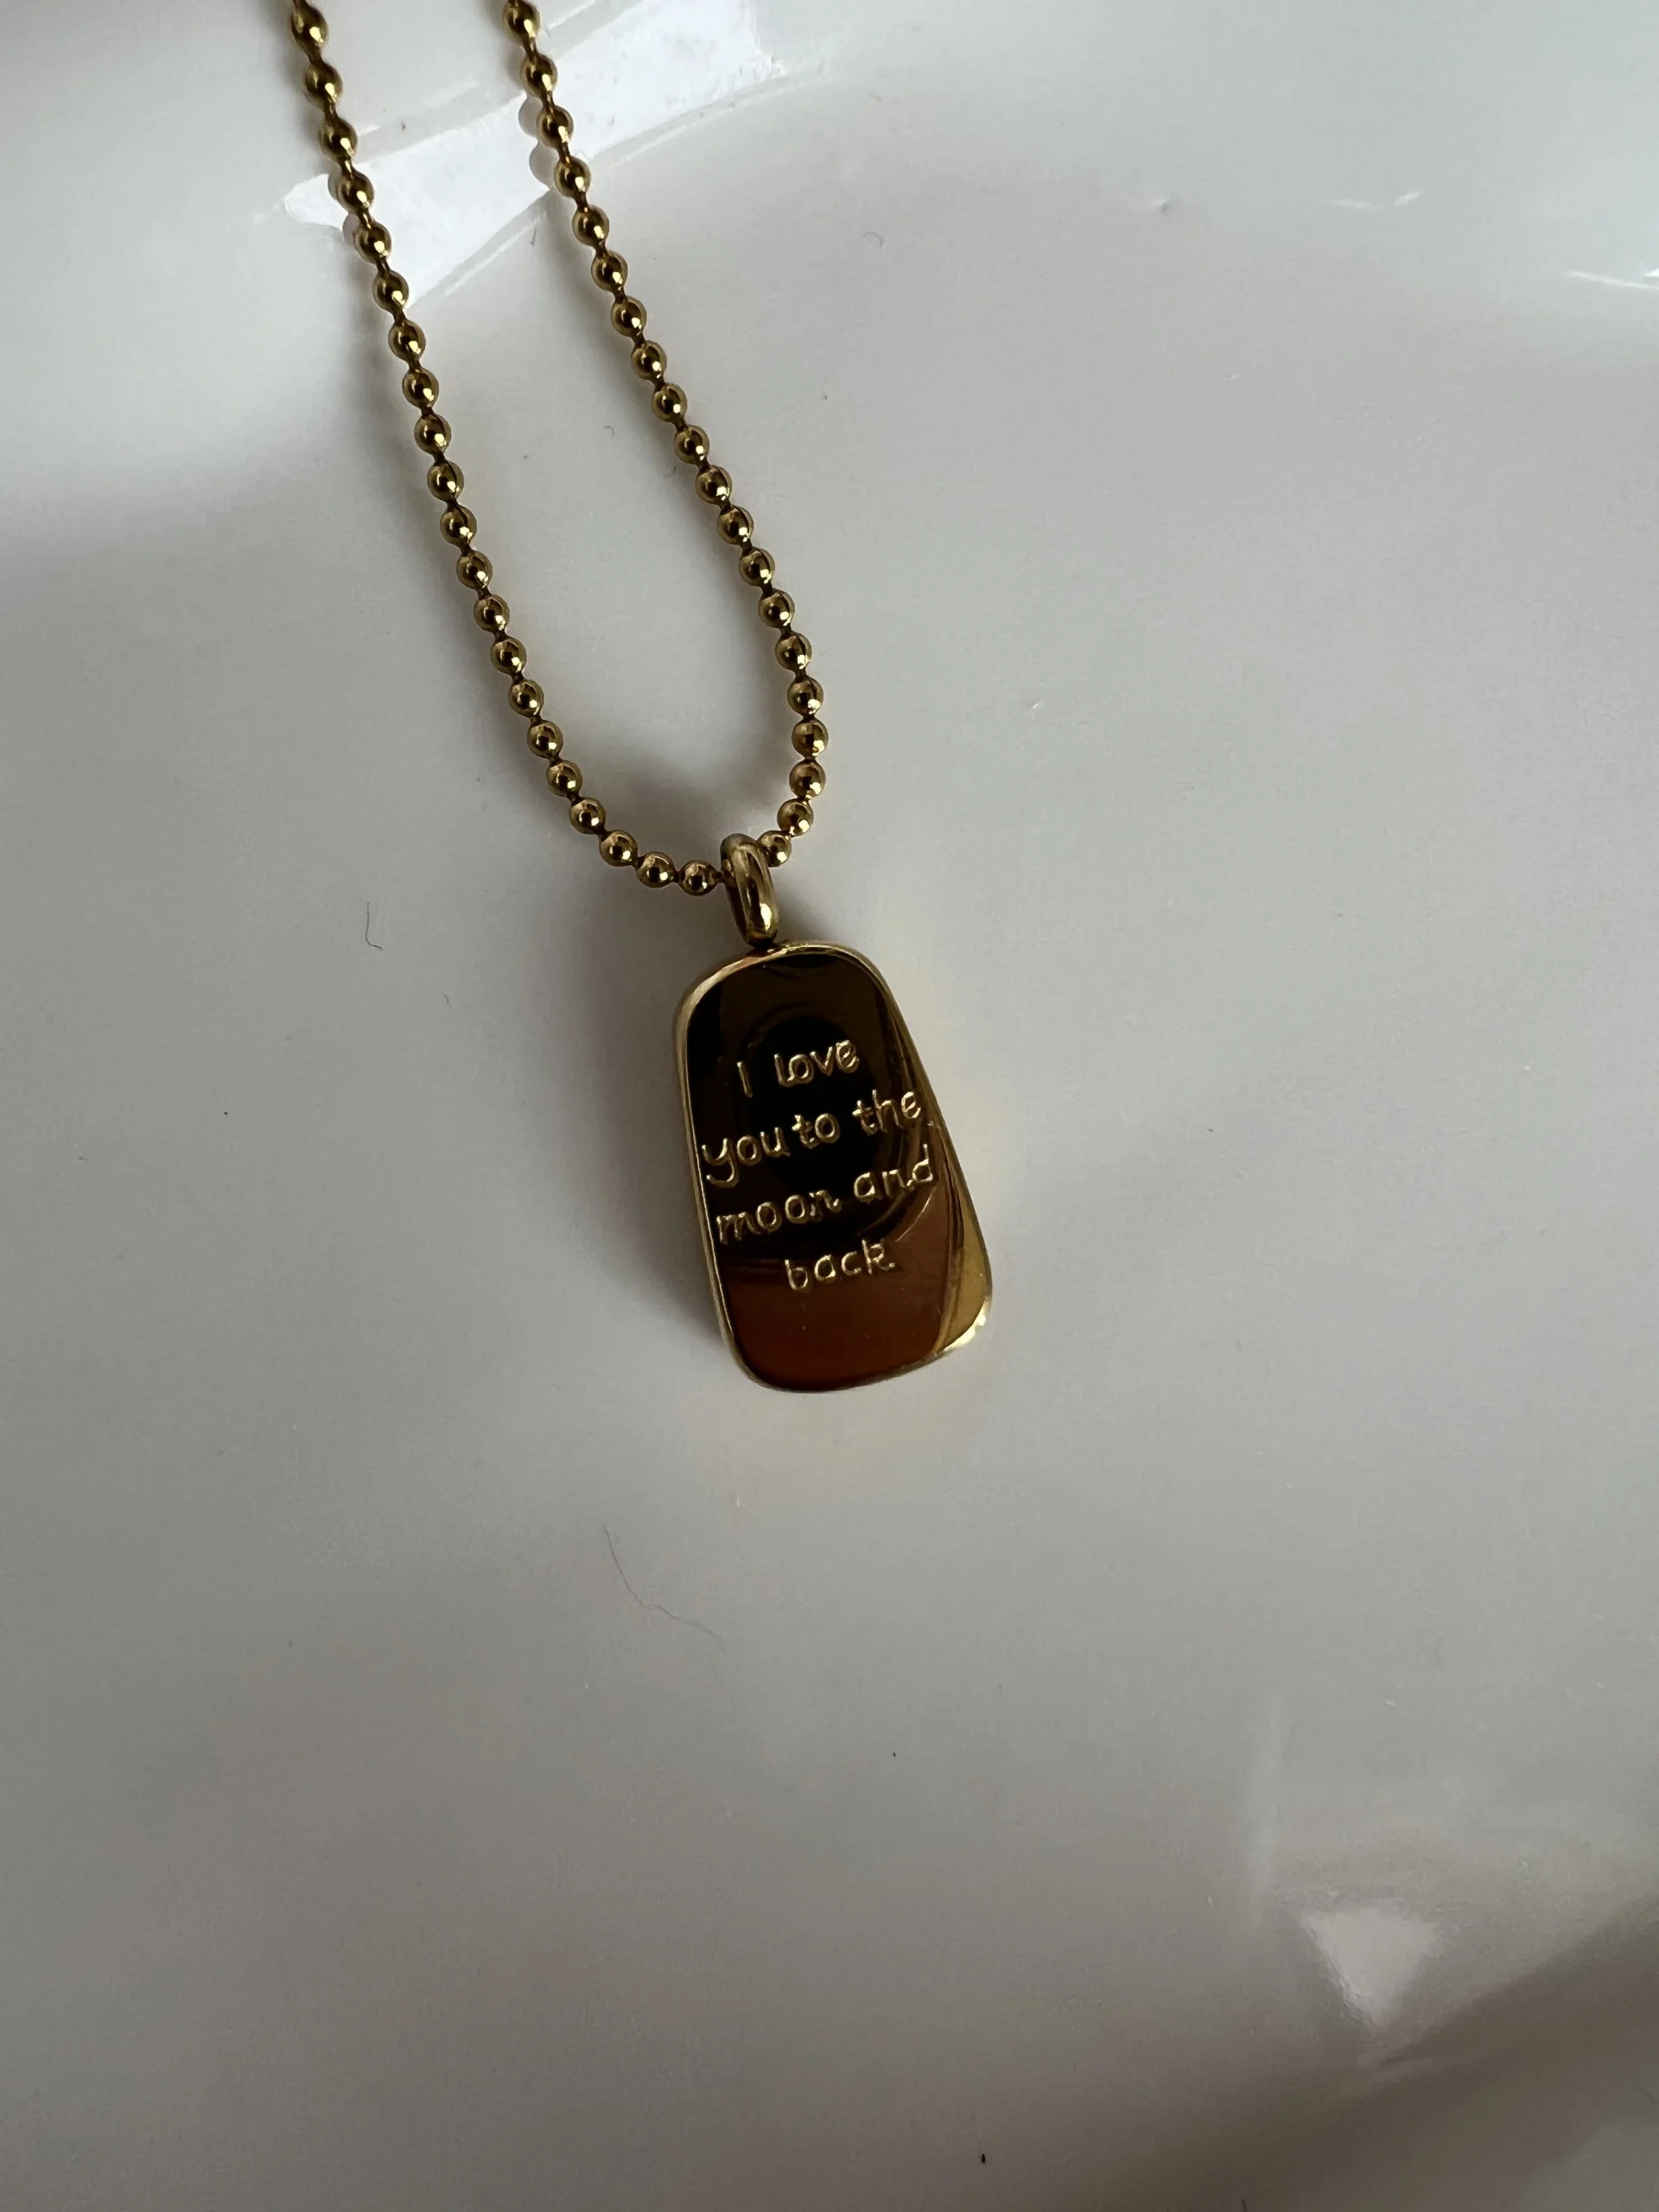 I love
you to the
moon and
back